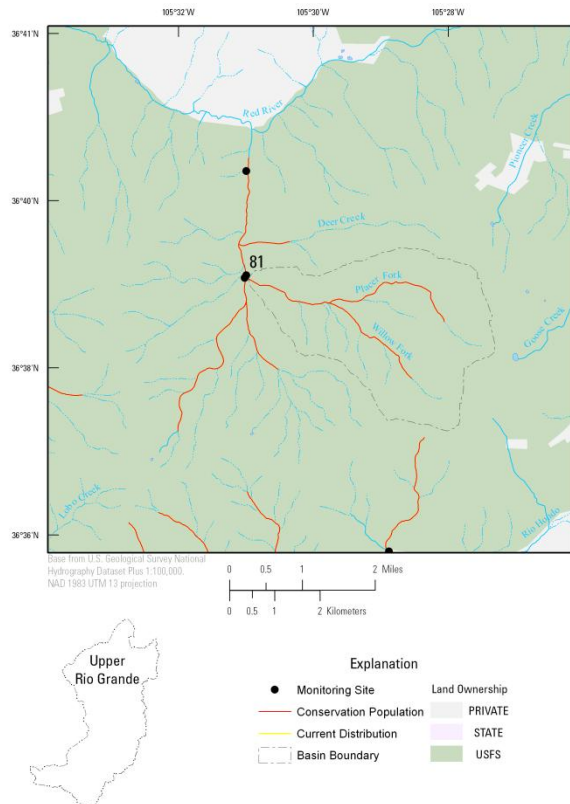 105°32'W 105°30'W 105°28'W
36°41'N
Red River
Pioneer Creek
36°40'N
Deer Creek
81
Placer Fork
Goose Creek
Willow Fork
36°38'N
Lobo Creek
Rio Hondo
36°36'N
Base from U.S. Geological Survey National
Hydrography Dataset Plus 1:100,000.
NAD 1983 UTM 13 projection
0 0.5 1 2 Miles
0 0.5 1 2 Kilometers
Upper
Rio Grande
Explanation
Monitoring Site
Conservation Population
Current Distribution
Basin Boundary
Land Ownership
PRIVATE
STATE
USFS